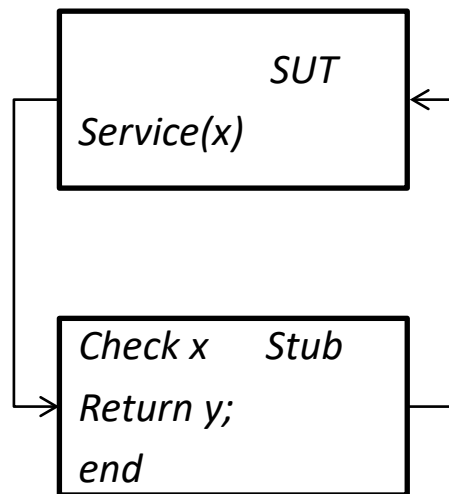 SUT
Service(x)
Check x Stub
Return y;
end